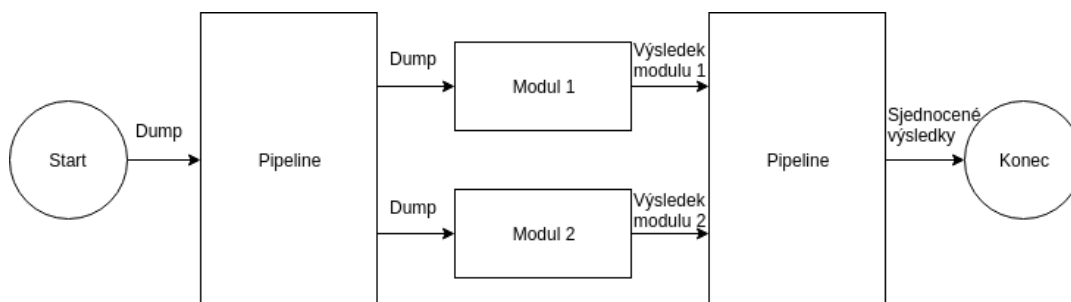 Start
Dump
Pipeline
Dump
Modul 1
Výsledek
modulu 1
Dump
Modul 2
Výsledek
modulu 2
Pipeline
Sjednocené
výsledky
Konec